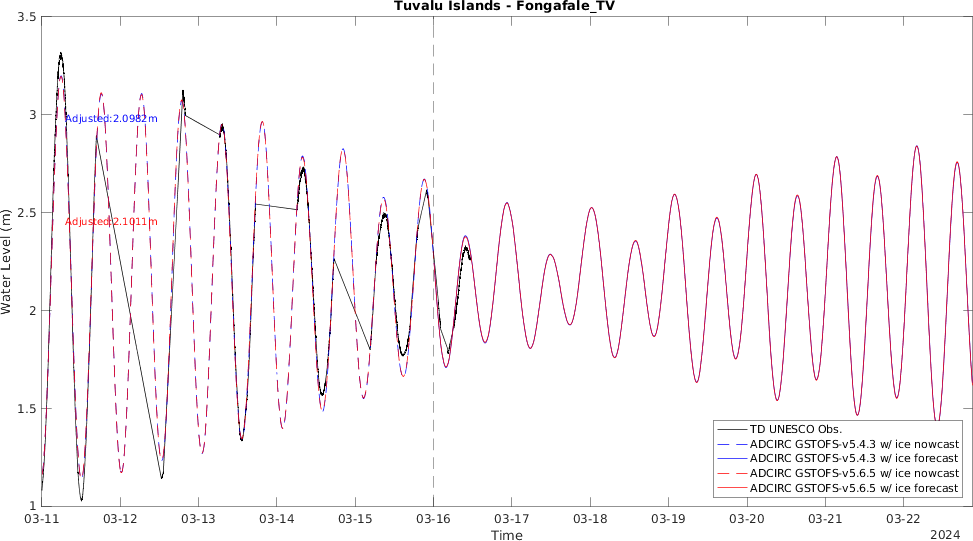 Tuvalu Islands - Fongafale_TV
3.5
3
2.5
2
1.5
1
Water Level (m)
Adjusted:2.0982m
Adjusted:2.1011m
TD UNESCO Obs.
ADCIRC GSTOFS-v5.4.3 w/ ice nowcast
ADCIRC GSTOFS-v5.4.3 w/ ice forecast
ADCIRC GSTOFS-v5.6.5 w/ ice nowcast
ADCIRC GSTOFS-v5.6.5 w/ ice forecast
03-11 03-12 03-13 03-14 03-15 03-16 03-17 03-18 03-19 03-20 03-21 03-22
Time
2024